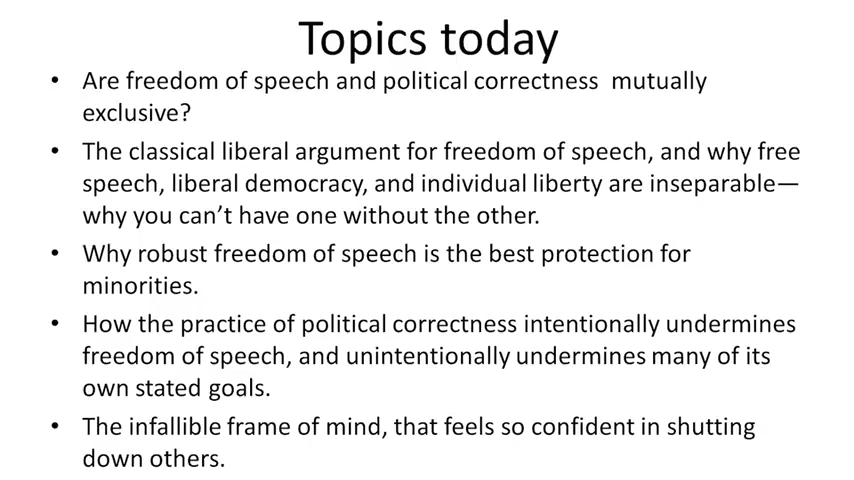 Topics today
• Are freedom of speech and political correctness  mutually
exclusive?
• The classical liberal argument for freedom of speech, and why free
speech, liberal democracy, and individual liberty are inseparable—
why you can’t have one without the other.
• Why robust freedom of speech is the best protection for
minorities.
• How the practice of political correctness intentionally undermines
freedom of speech, and unintentionally undermines many of its
own stated goals.
• The infallible frame of mind, that feels so confident in shutting
down others.